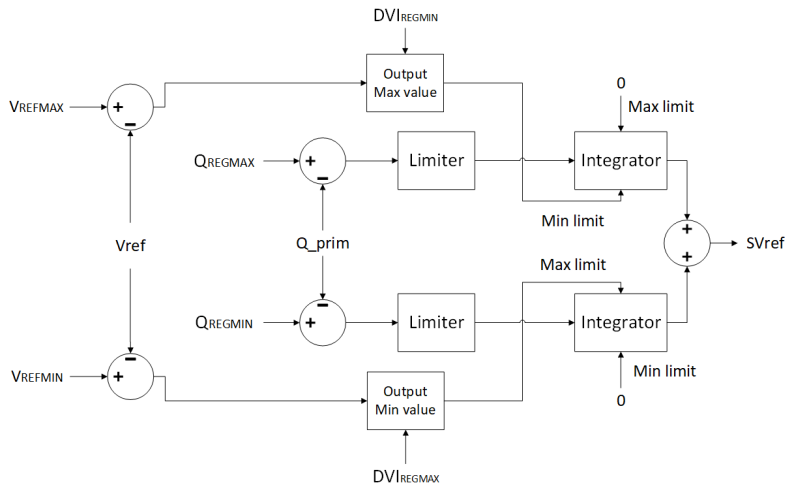 DVIREGMIN
Output
Max value
0
Max limit
VREFMAX
+
−
QREGMAX
+
−
Limiter
Integrator
Min limit
Vref
Q_prim
+
+
SVref
Max limit
QREGMIN
−
+
Limiter
Integrator
VREFMIN
−
+
Output
Min value
Min limit
0
DVIREGMAX